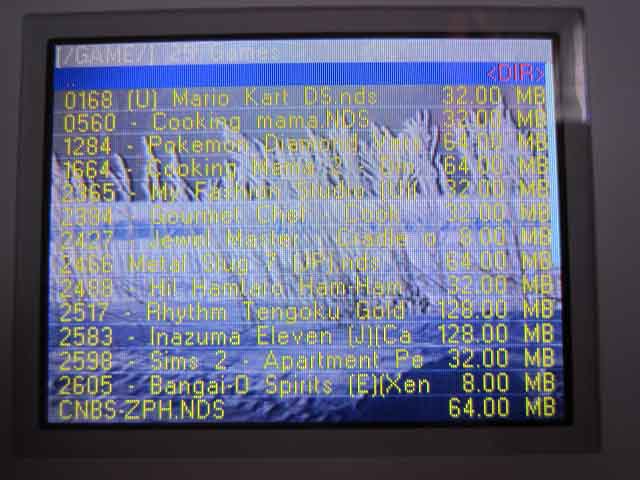 [/GAME/] 25 Games
..
<DIR>
0168 (U) Mario Kart DS.nds 32.00 MB
0560 - Cooking mama.NDS 32.00 MB
1284 - Pokemon Diamond 64.00 MB
1664 - Cooking Mama 2 - Din 64.00 MB
2365 - My Fashion Studio (U)( 32.00 MB
2394 - Gourmet Chef - Cook 32.00 MB
2427 - Jewel Master - Cradle o 8.00 MB
2466 Metal Slug 7 (JP).nds 64.00 MB
2488 - Hi! Hamtaro Ham-Ham 32.00 MB
2517 - Rhythm Tengoku Gold 128.00 MB
2583 - Inazuma Eleven (J)(Ca 128.00 MB
2598 - Sims 2 - Apartment Pe 32.00 MB
2605 - Bangai-O Spirits (E)(Xen 8.00 MB
CNBS-ZPH.NDS 64.00 MB